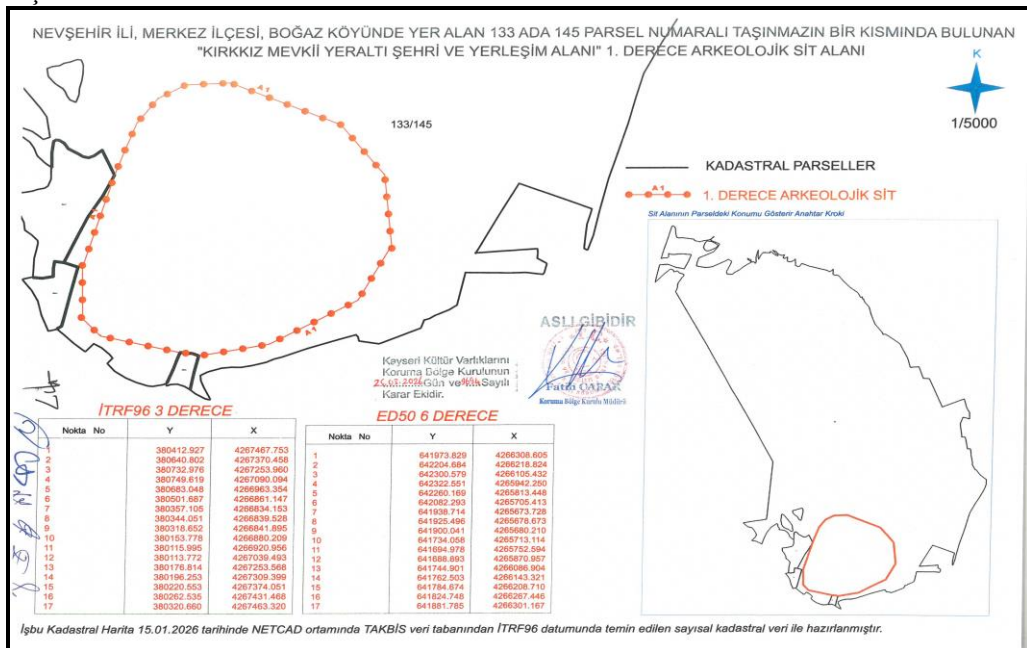 NEVŞEHİR İLİ, MERKEZ İLÇESİ, BOĞAZ KÖYÜNDE YER ALAN 133 ADA 145 PARSEL NUMARALI TAŞINMAZIN BİR KISMINDA BULUNAN
"KIRKKIZ MEVKİİ YERALTI ŞEHRİ VE YERLEŞİM ALANI" 1. DERECE ARKEOLOJİK SİT ALANI
K
1/5000
133/145
A1
A1
A1
KADASTRAL PARSELLER
A1
1. DERECE ARKEOLOJİK SİT
Sit Alanının Parseldeki Konumu Gösterir Anahtar Kroki
ASLI GİBİDİR
Fatih ÇAPAR
Koruma Bölge Kurulu Müdürü
Kayseri Kültür Varlıklarını
Koruma Bölge Kurulunun
Gün ve Sayılı
Karar Ekidir.
İTRF96 3 DERECE
Nokta No Y X
1 380412.927 4267467.753
2 380640.802 4267370.456
3 380732.976 4267253.960
4 380749.619 4267090.094
5 380683.048 4266963.354
6 380501.687 4266861.147
7 380357.105 4266834.153
8 380344.051 4266839.528
9 380318.652 4266841.895
10 380153.778 4266880.209
11 380115.995 4266920.956
12 380113.772 4267039.493
13 380178.814 4267253.568
14 380196.253 4267309.399
15 380220.553 4267374.051
16 380262.535 4267431.468
17 380320.660 4267463.320
ED50 6 DERECE
Nokta No Y X
1 641973.829 4266308.605
2 642204.684 4266218.824
3 642300.579 4266105.432
4 642322.551 4265942.250
5 642260.169 4265813.448
6 642082.293 4265705.413
7 641938.714 4265673.728
8 641925.496 4265678.673
9 641900.041 4265680.210
10 641734.058 4265713.114
11 641694.978 4265752.594
12 641688.693 4265870.957
13 641744.901 4266086.904
14 641762.503 4266143.321
15 641784.674 4266208.710
16 641824.748 4266267.446
17 641881.785 4266301.167
İşbu Kadastral Harita 15.01.2026 tarihinde NETCAD ortamında TAKBİS veri tabanından İTRF96 datumunda temin edilen sayısal kadastral veri ile hazırlanmıştır.